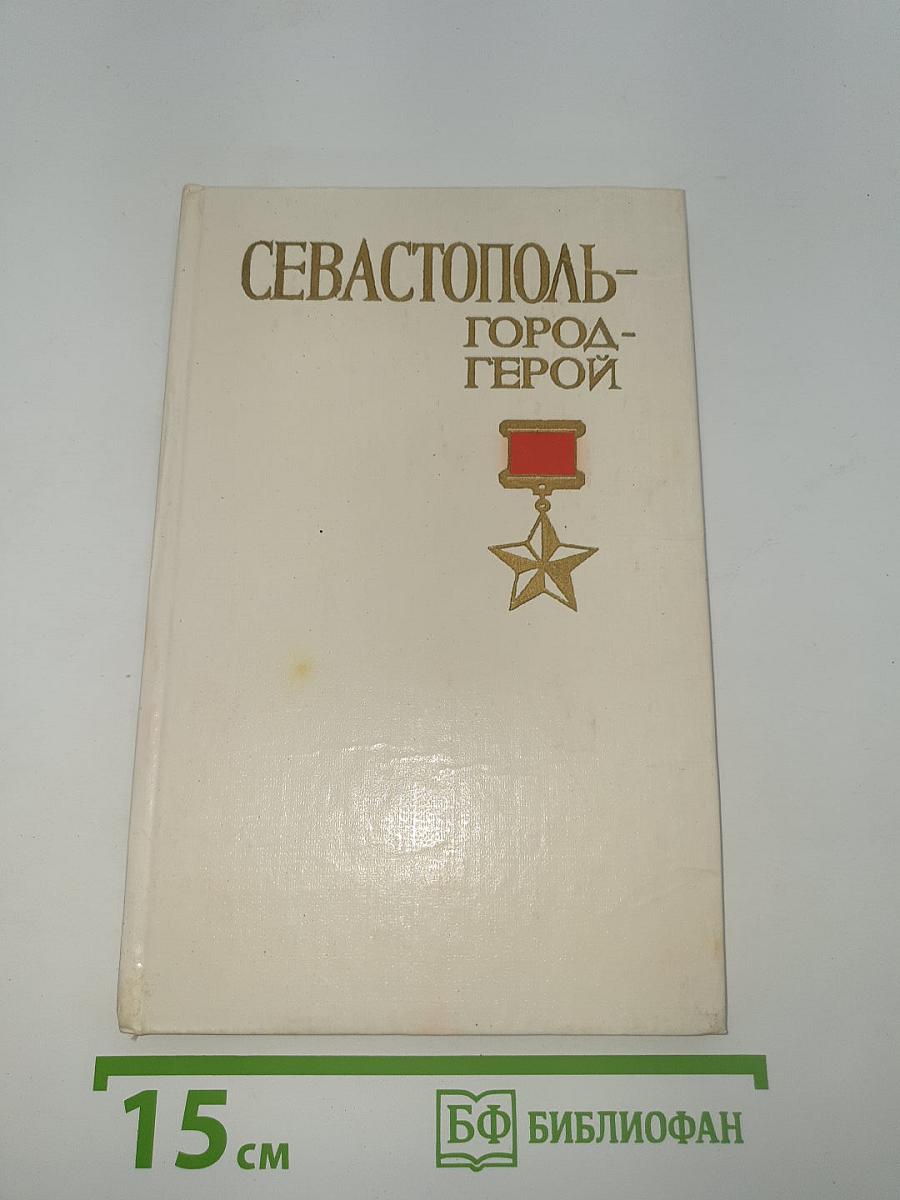 СЕВАСТОПОЛЬ-
ГОРОД-
ГЕРОЙ
15 см
БФ БИБЛИОФАН